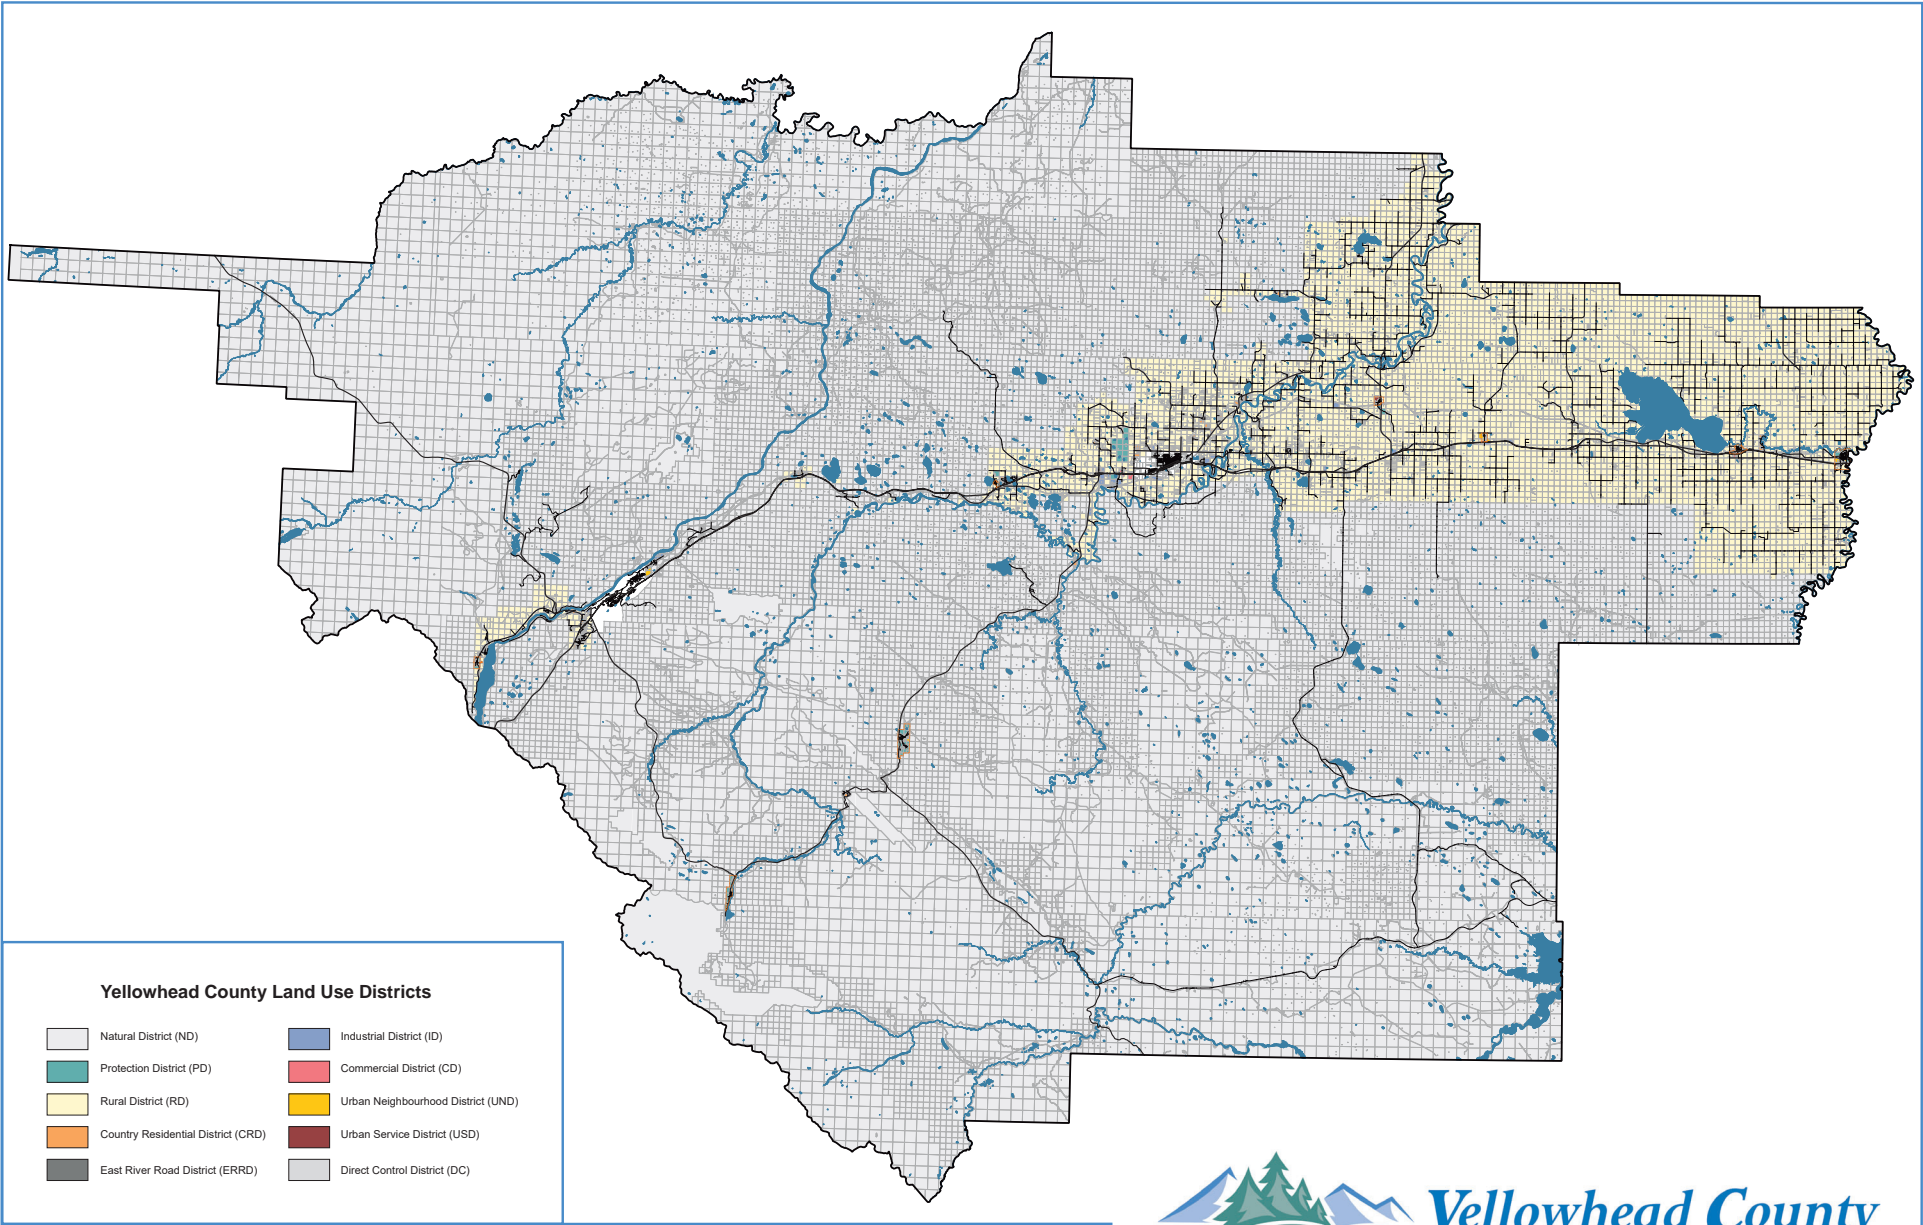 Yellowhead County Land Use Districts
Natural District (ND)
Protection District (PD)
Rural District (RD)
Country Residential District (CRD)
East River Road District (ERRD)
Industrial District (ID)
Commercial District (CD)
Urban Neighbourhood District (UND)
Urban Service District (USD)
Direct Control District (DC)
Yellowhead County